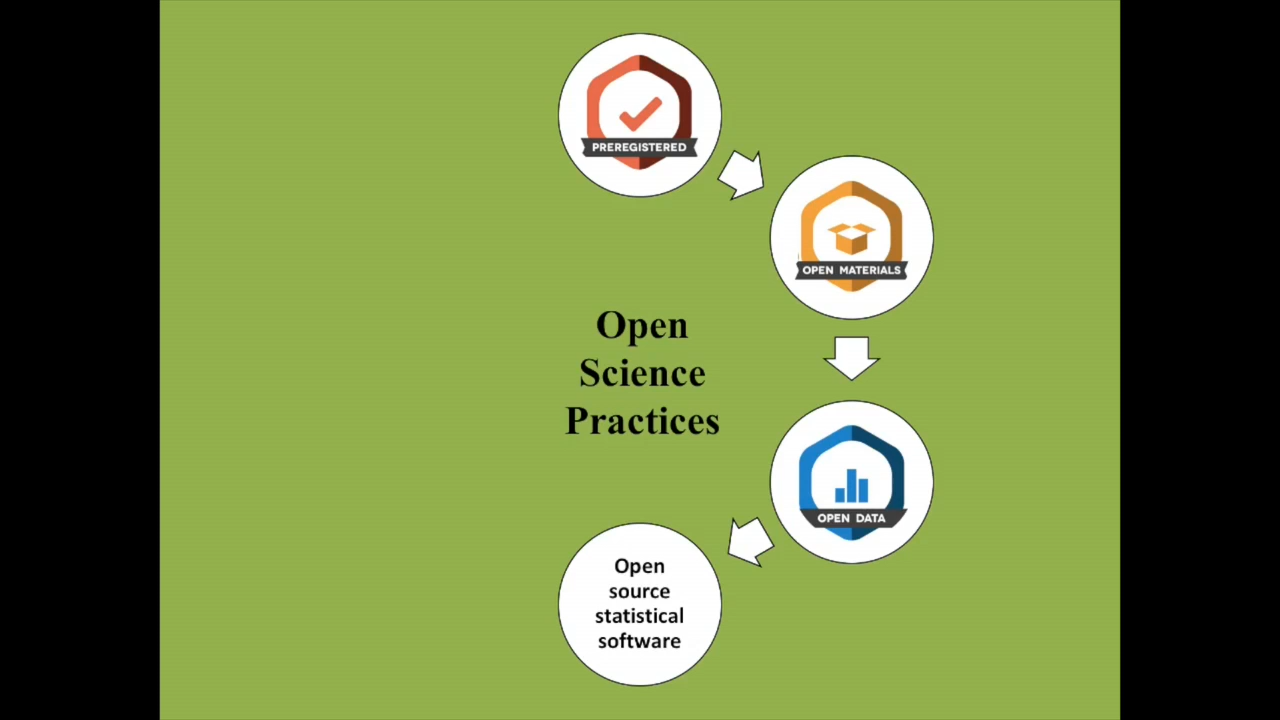 PREREGISTERED
OPEN MATERIALS
Open
Science
Practices
OPEN DATA
Open
source
statistical
software